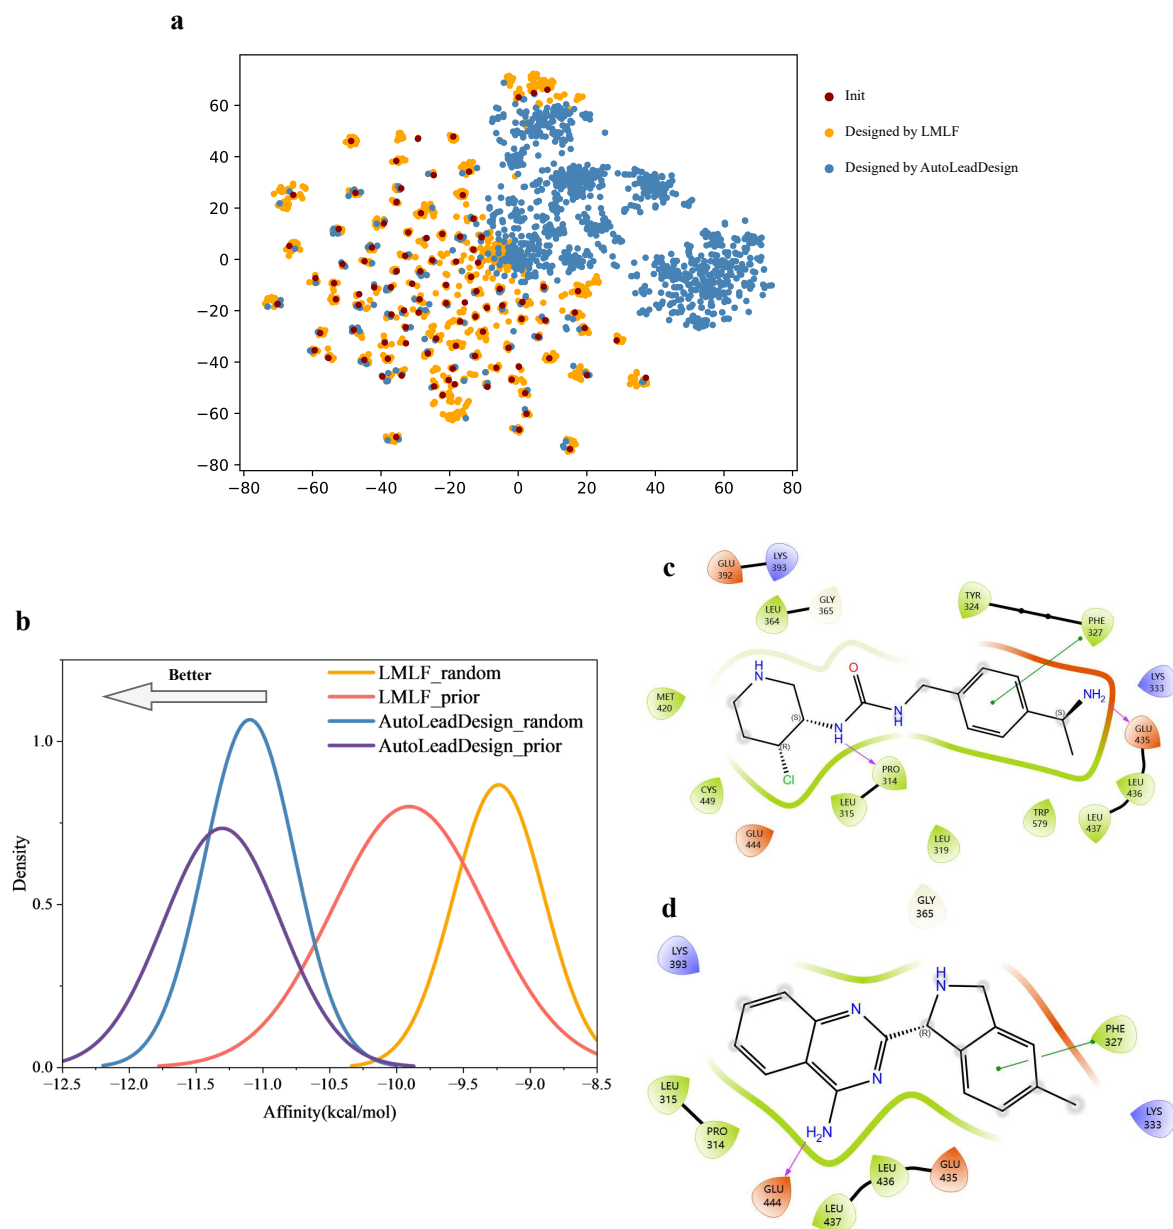 a
60
40
20
0
−20
−40
−60
−80
−80 −60 −40 −20 0 20 40 60 80
Init
Designed by LMLF
Designed by AutoLeadDesign
b
Better
LMLF_random
LMLF_prior
AutoLeadDesign_random
AutoLeadDesign_prior
1.0
0.5
0.0
Density
−12.5 −12.0 −11.5 −11.0 −10.5 −10.0 −9.5 −9.0 −8.5
Affinity(kcal/mol)
c
GLU
392
LYS
393
LEU
364
GLY
365
TYR
324
PHE
327
MET
420
LYS
333
H
N
O
(S)
N
H
N
H
(R)
Cl
NH2
(S)
GLU
435
PRO
314
LEU
315
CYS
449
GLU
444
LEU
319
TRP
579
LEU
436
LEU
437
d
GLY
365
LYS
393
H
N
N
(R)
N
H2N
PHE
327
LYS
333
LEU
315
PRO
314
GLU
444
LEU
436
GLU
435
LEU
437